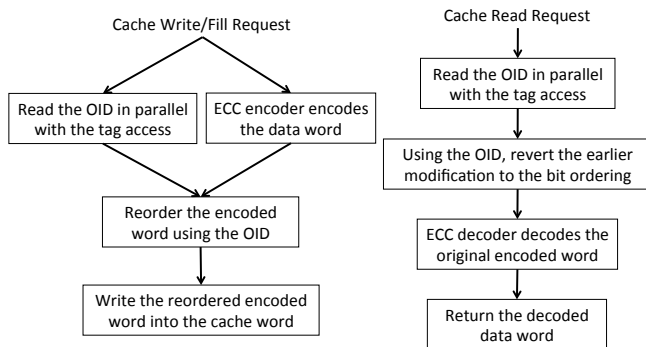 Cache Write/Fill Request
Read the OID in parallel
with the tag access
ECC encoder encodes
the data word
Reorder the encoded
word using the OID
Write the reordered encoded
word into the cache word
Cache Read Request
Read the OID in parallel
with the tag access
Using the OID, revert the earlier
modification to the bit ordering
ECC decoder decodes the
original encoded word
Return the decoded
data word